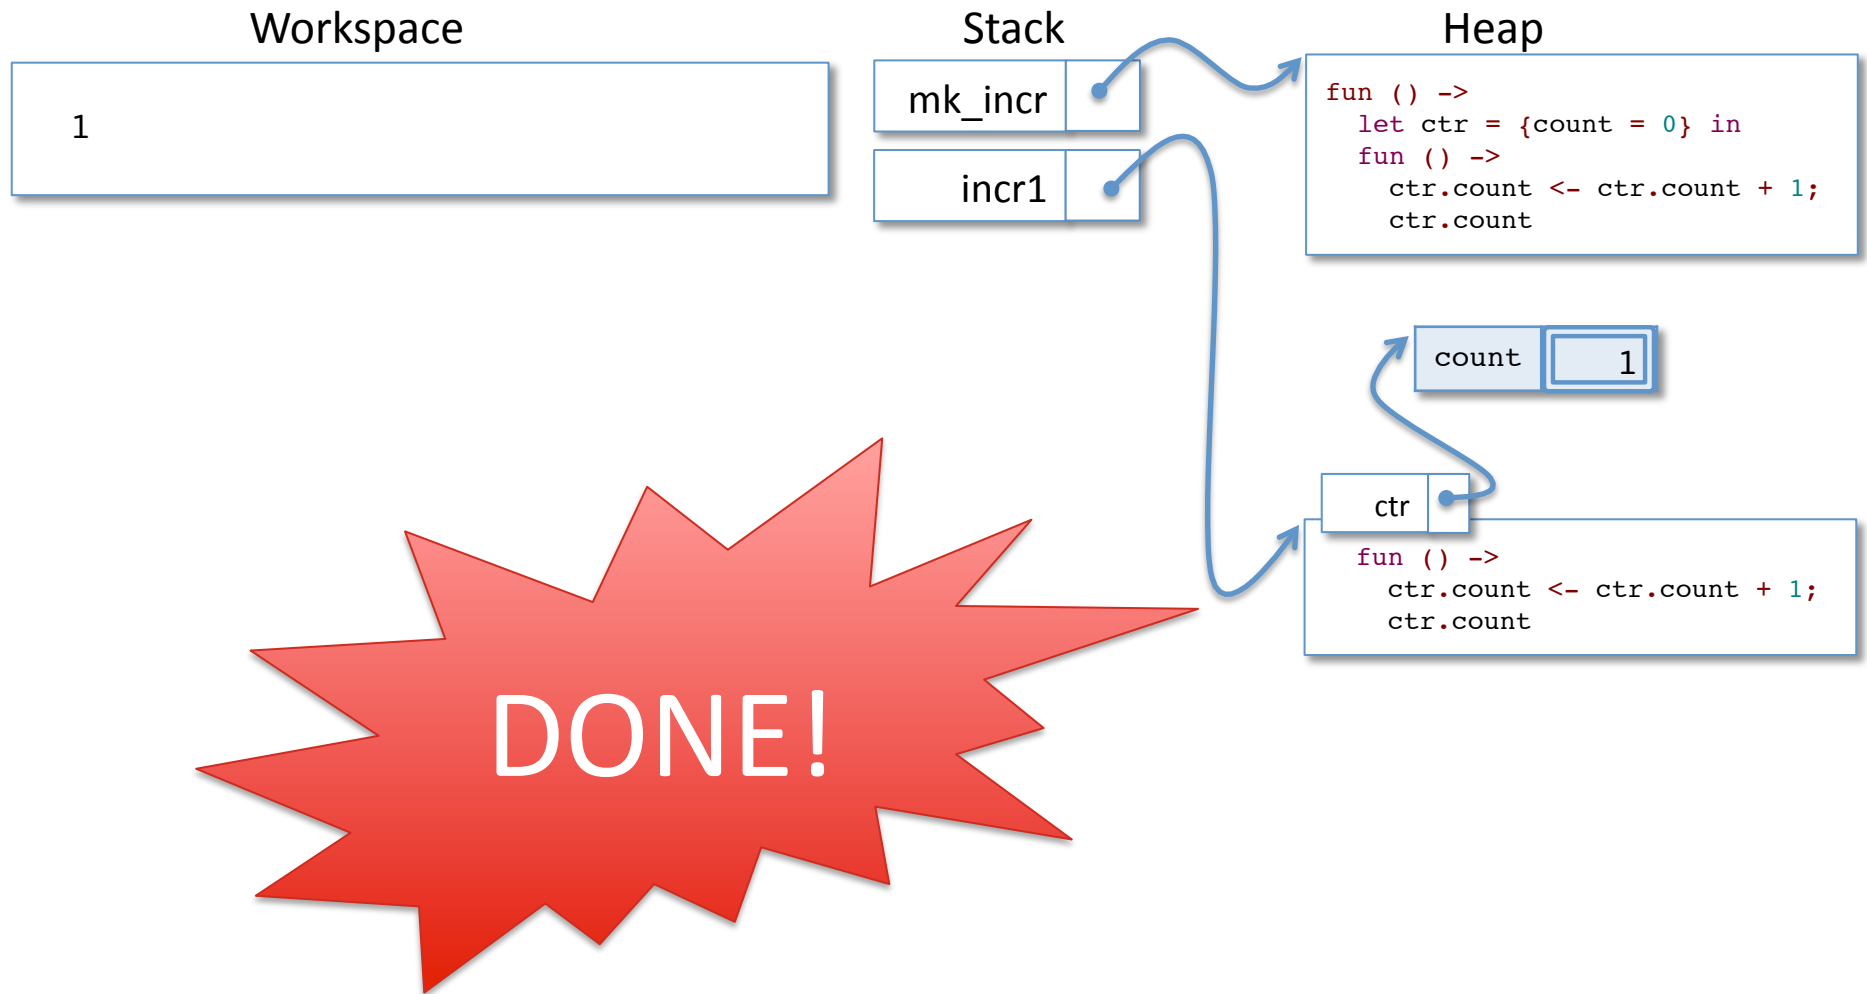 Workspace
Stack
Heap
1
mk_incr
incr1
fun () ->
let ctr = {count = 0} in
fun () ->
ctr.count <- ctr.count + 1;
ctr.count
count 1
ctr
fun () ->
ctr.count <- ctr.count + 1;
ctr.count
DONE!